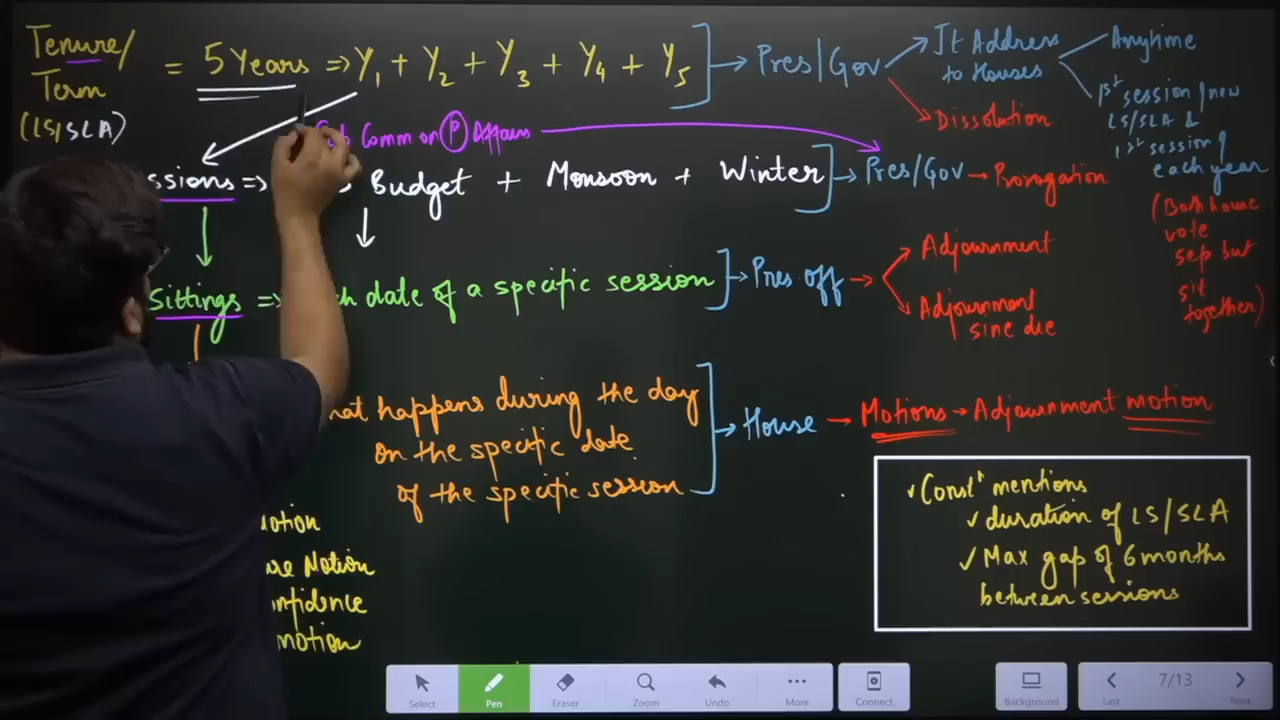 Tenure/
Term
(LS/SLA)
= 5 Years => Y1 + Y2 + Y3 + Y4 + Y5
Pres/Gov
Jt Address
to Houses
Anytime
1st session/new
LS/SLA &
1st session/
each year
(Both house
vote
sep but
sit
together)
Dissolution
Comm on P Affairs
ssions => Budget + Monsoon + Winter
Pres/Gov → Prorogation
Sittings => ch date of a specific session
Pres off →
Adjournment
Adjournment
sine die
hat happens during the day
on the specific date
of the specific session
House → Motions → Adjournment motion
Constn mentions
duration of LS/SLA
Max gap of 6 months
between sessions
otion
ure Motion
nfidence
motion
Select
Pen
Eraser
Zoom
Undo
More
Connect
Background
Last
7/13
Next